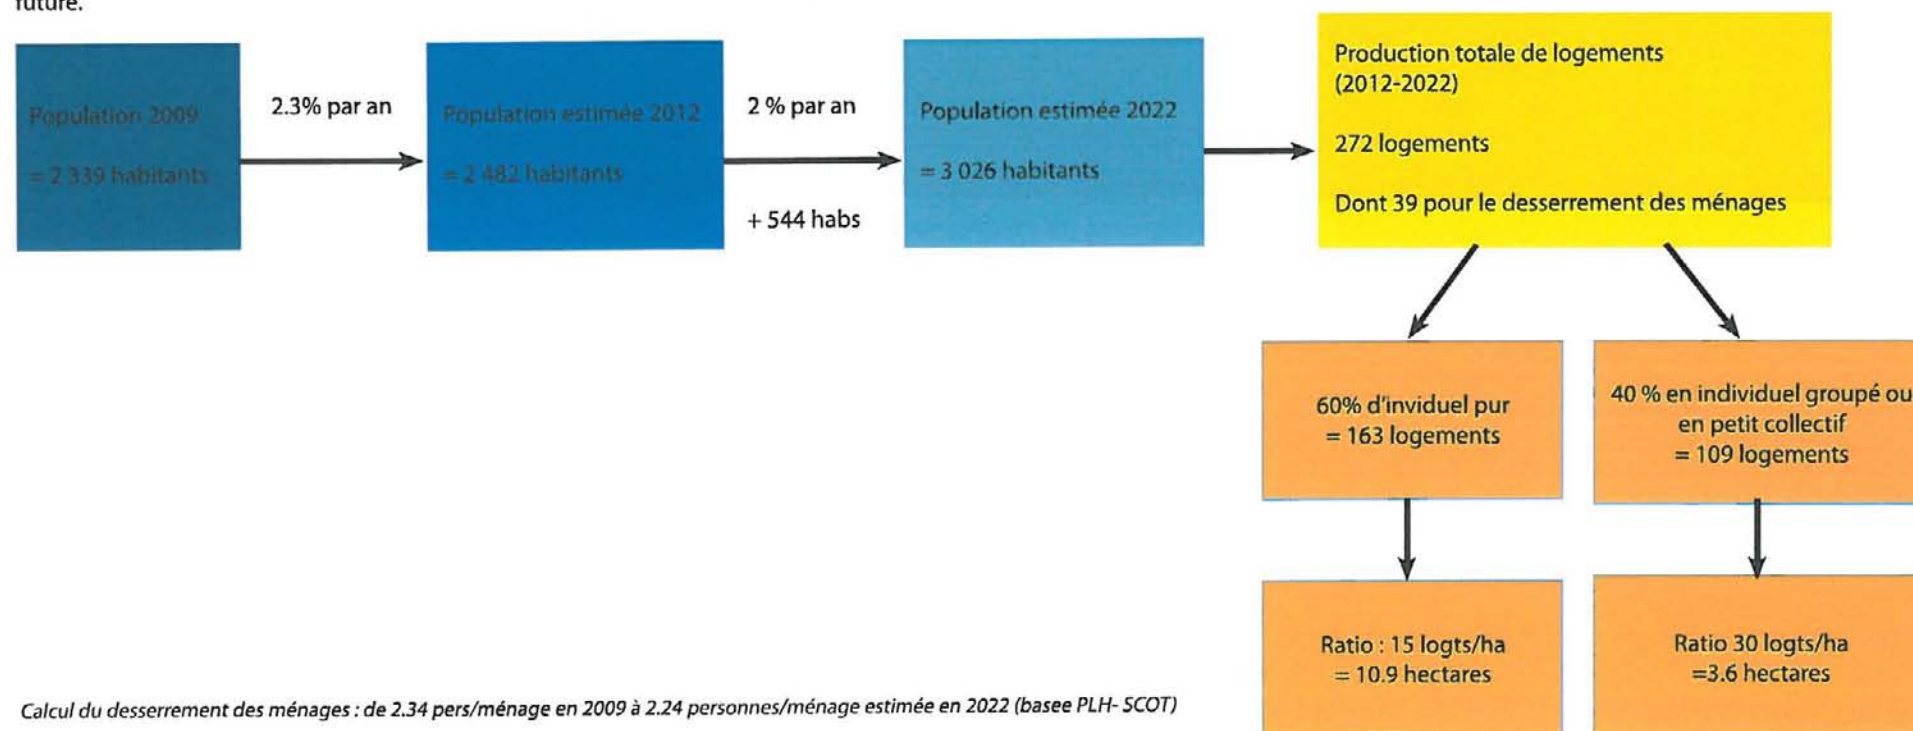 future.
Population 2009
= 2 339 habitants
2.3% par an
Population estimée 2012
= 2 482 habitants
2 % par an
+ 544 habs
Population estimée 2022
= 3 026 habitants
Production totale de logements
(2012-2022)
272 logements
Dont 39 pour le desserrement des ménages
60% d'inviduel pur
= 163 logements
40 % en individuel groupé ou
en petit collectif
= 109 logements
Ratio : 15 logts/ha
= 10.9 hectares
Ratio 30 logts/ha
=3.6 hectares
Calcul du desserrement des ménages : de 2.34 pers/ménage en 2009 à 2.24 personnes/ménage estimée en 2022 (basee PLH- SCOT)